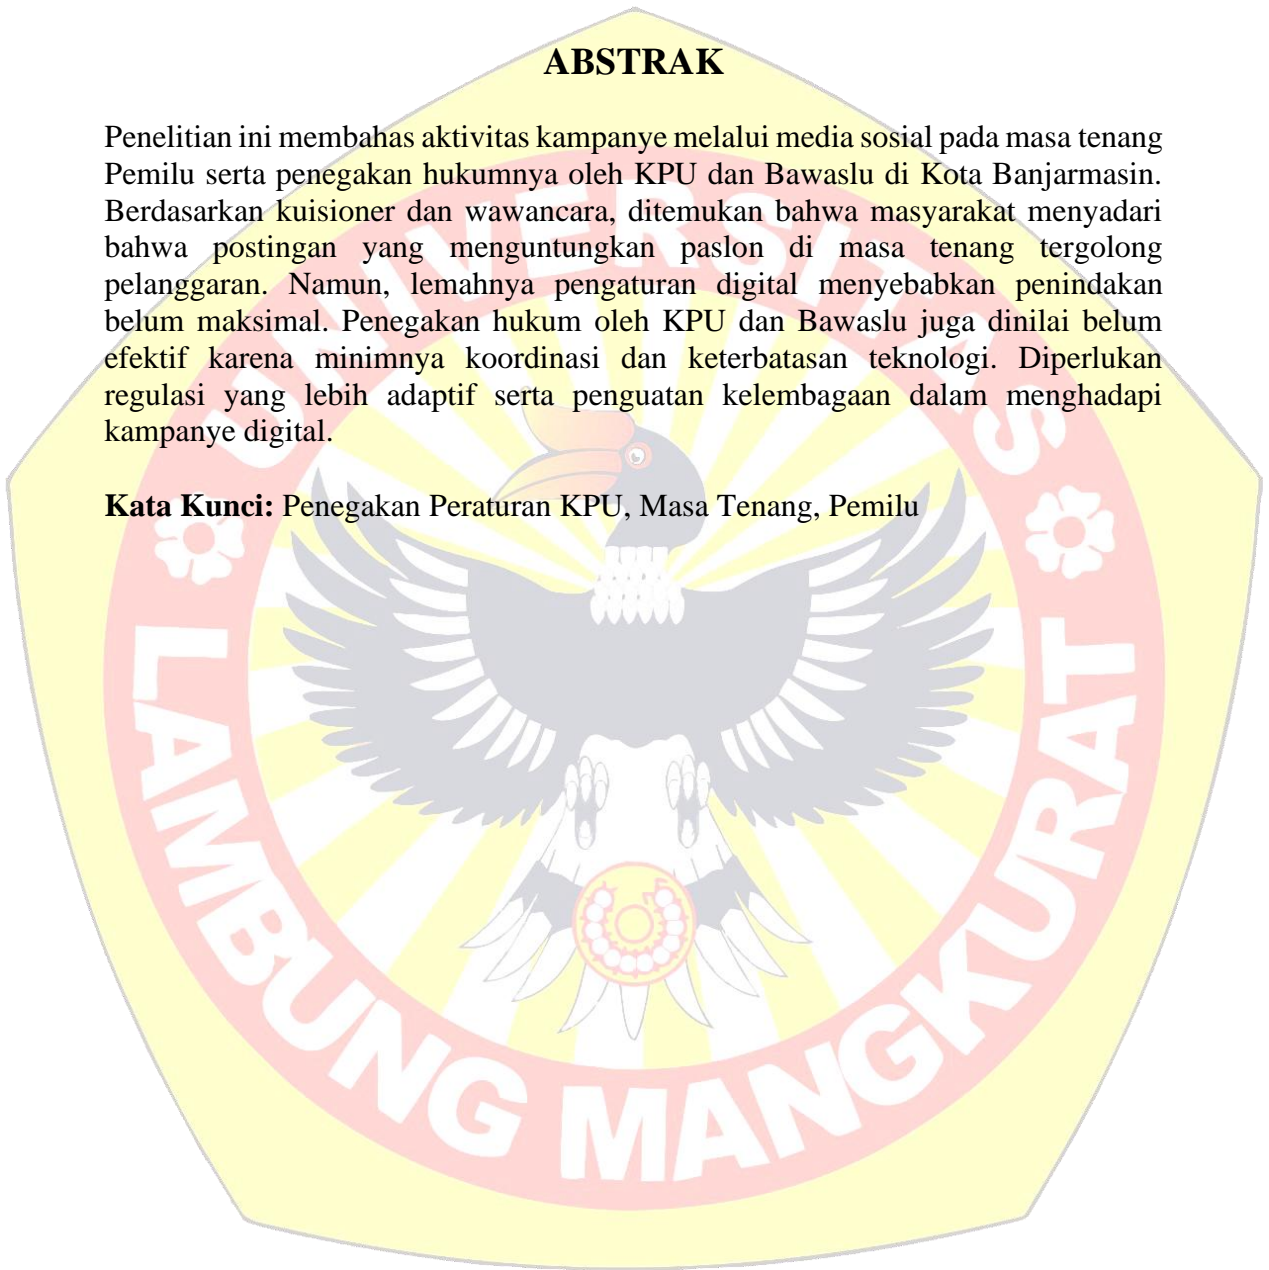 ABSTRAK
Penelitian ini membahas aktivitas kampanye melalui media sosial pada masa tenang
Pemilu serta penegakan hukumnya oleh KPU dan Bawaslu di Kota Banjarmasin.
Berdasarkan kuisioner dan wawancara, ditemukan bahwa masyarakat menyadari
bahwa postingan yang menguntungkan paslon di masa tenang tergolong
pelanggaran. Namun, lemahnya pengaturan digital menyebabkan penindakan
belum maksimal. Penegakan hukum oleh KPU dan Bawaslu juga dinilai belum
efektif karena minimnya koordinasi dan keterbatasan teknologi. Diperlukan
regulasi yang lebih adaptif serta penguatan kelembagaan dalam menghadapi
kampanye digital.
Kata Kunci: Penegakan Peraturan KPU, Masa Tenang, Pemilu
UNIVERSITAS
LAMBUNG MANGKURAT